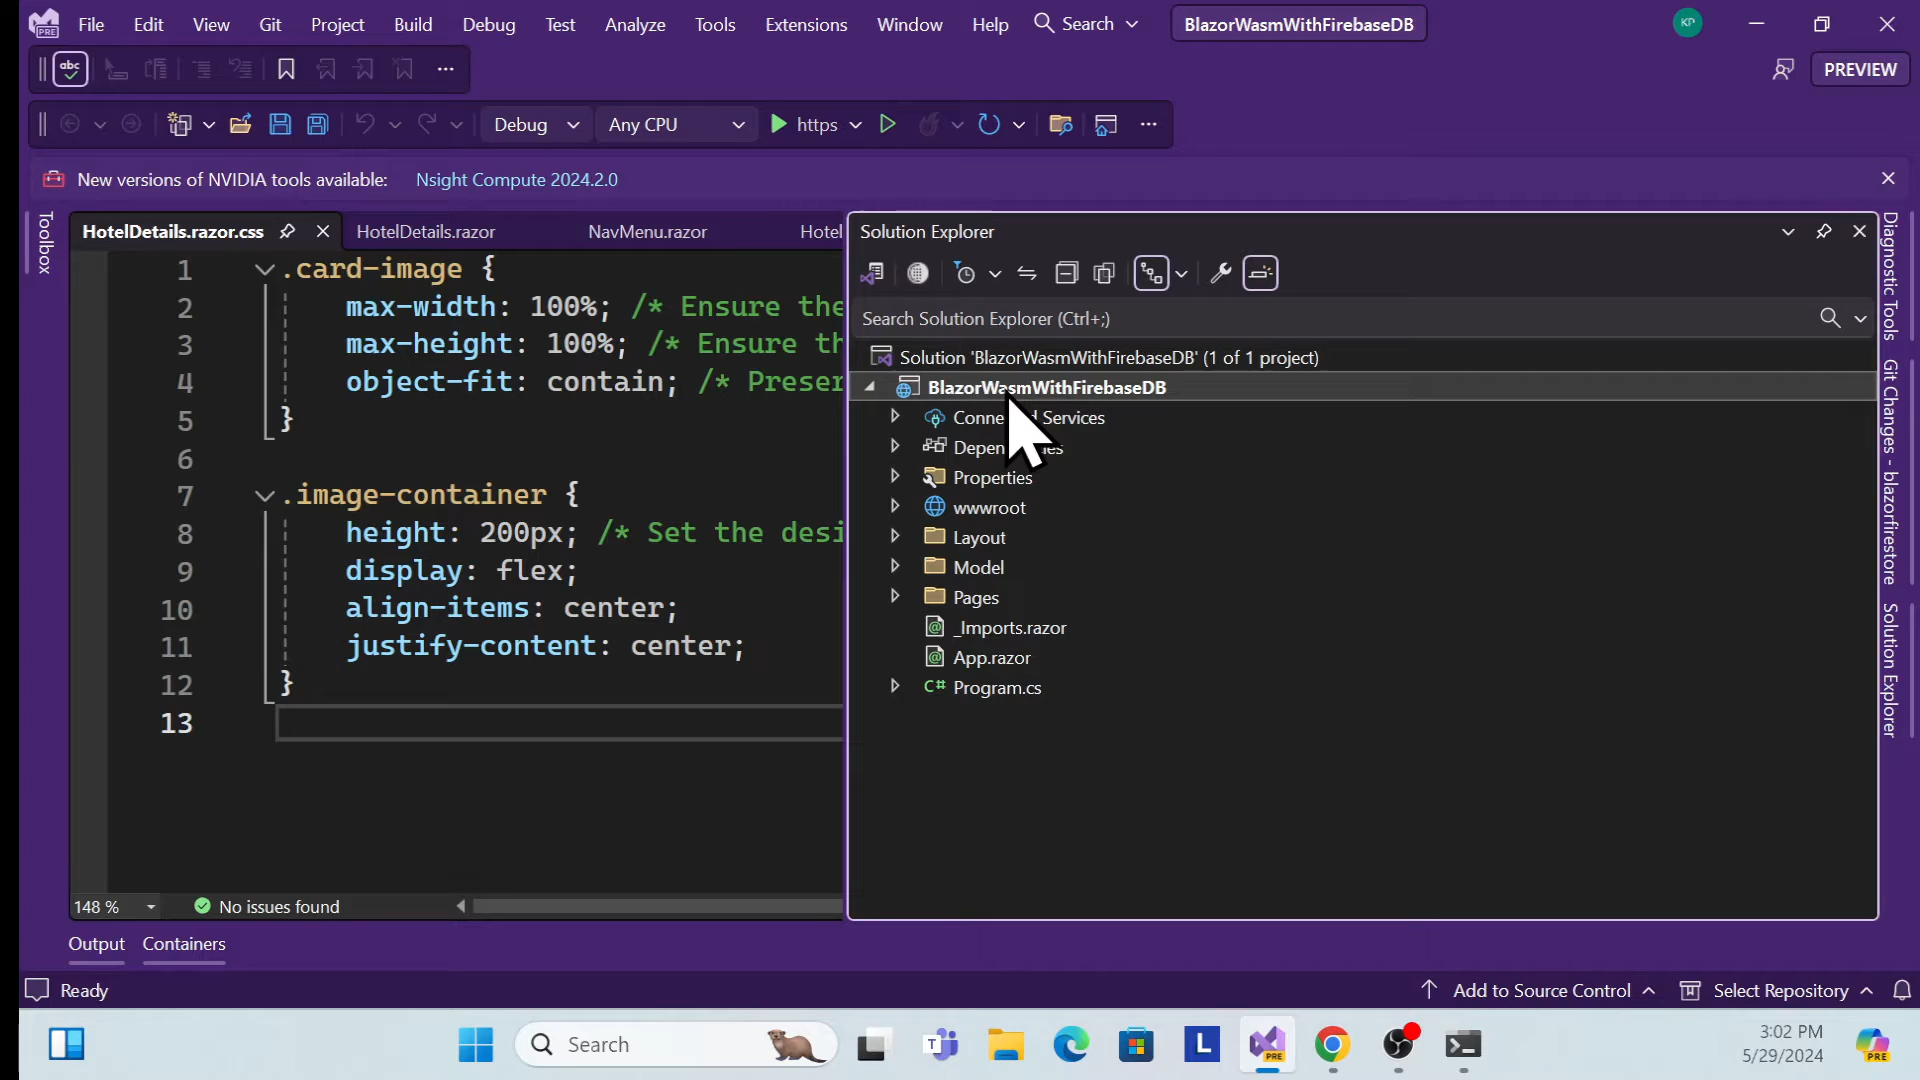 File Edit View Git Project Build Debug Test Analyze Tools Extensions Window Help Search BlazorWasmWithFirebaseDB KP
PRE
abc PREVIEW
Debug Any CPU https
New versions of NVIDIA tools available: Nsight Compute 2024.2.0
Toolbox
HotelDetails.razor.css HotelDetails.razor NavMenu.razor Hotel
1 .card-image {
2 max-width: 100%; /* Ensure the
3 max-height: 100%; /* Ensure th
4 object-fit: contain; /* Preser
5 }
6
7 .image-container {
8 height: 200px; /* Set the desi
9 display: flex;
10 align-items: center;
11 justify-content: center;
12 }
13
148 % No issues found
Solution Explorer
Search Solution Explorer (Ctrl+;)
Solution 'BlazorWasmWithFirebaseDB' (1 of 1 project)
BlazorWasmWithFirebaseDB
Services
Properties
wwwroot
Layout
Model
Pages
_Imports.razor
App.razor
C# Program.cs
Diagnostic Tools
Git Changes - blazorfirestore
Solution Explorer
Output Containers
Ready Add to Source Control Select Repository
Search T L PRE 3:02 PM
5/29/2024 PRE